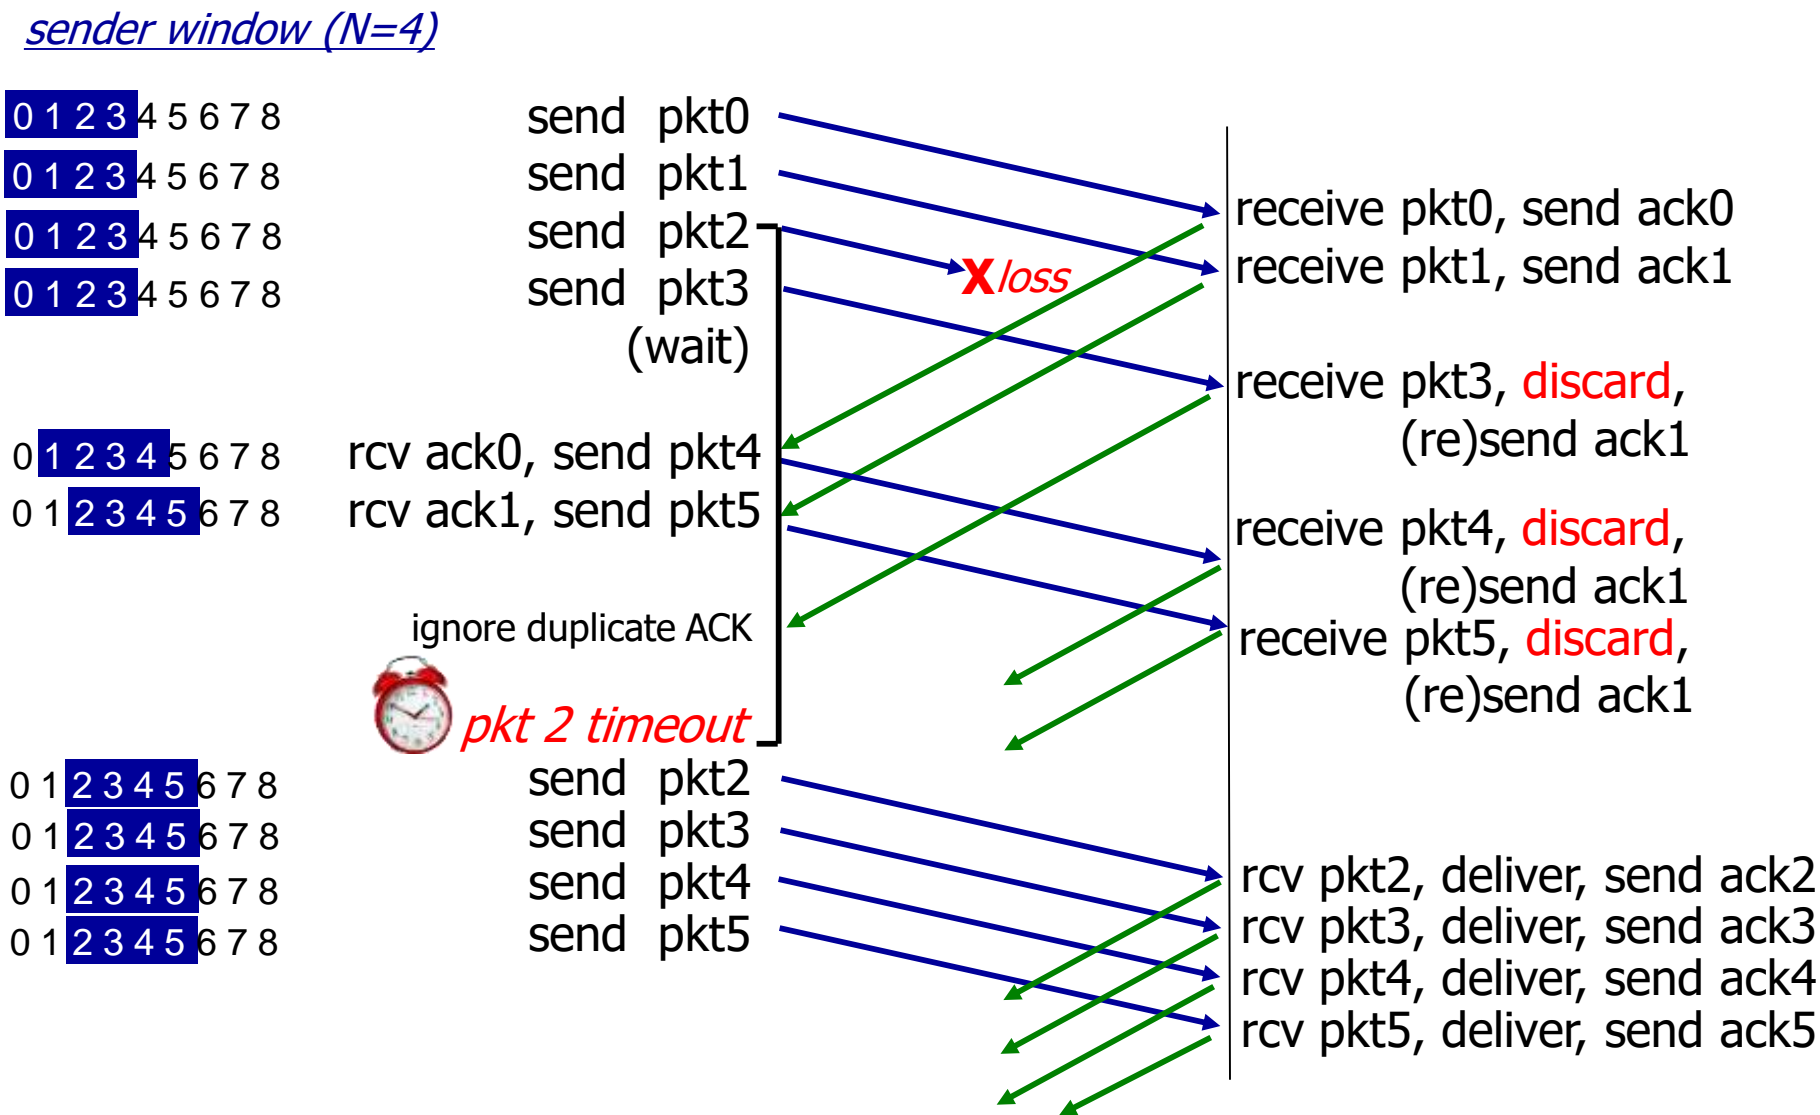 sender window (N=4)
0 1 2 3 4 5 6 7 8 send pkt0
0 1 2 3 4 5 6 7 8 send pkt1
receive pkt0, send ack0
0 1 2 3 4 5 6 7 8 send pkt2
X loss
receive pkt1, send ack1
0 1 2 3 4 5 6 7 8 send pkt3
(wait)
receive pkt3, discard,
(re)send ack1
0 1 2 3 4 5 6 7 8 rcv ack0, send pkt4
0 1 2 3 4 5 6 7 8 rcv ack1, send pkt5
receive pkt4, discard,
(re)send ack1
ignore duplicate ACK
receive pkt5, discard,
(re)send ack1
pkt 2 timeout
0 1 2 3 4 5 6 7 8 send pkt2
0 1 2 3 4 5 6 7 8 send pkt3
0 1 2 3 4 5 6 7 8 send pkt4
0 1 2 3 4 5 6 7 8 send pkt5
rcv pkt2, deliver, send ack2
rcv pkt3, deliver, send ack3
rcv pkt4, deliver, send ack4
rcv pkt5, deliver, send ack5